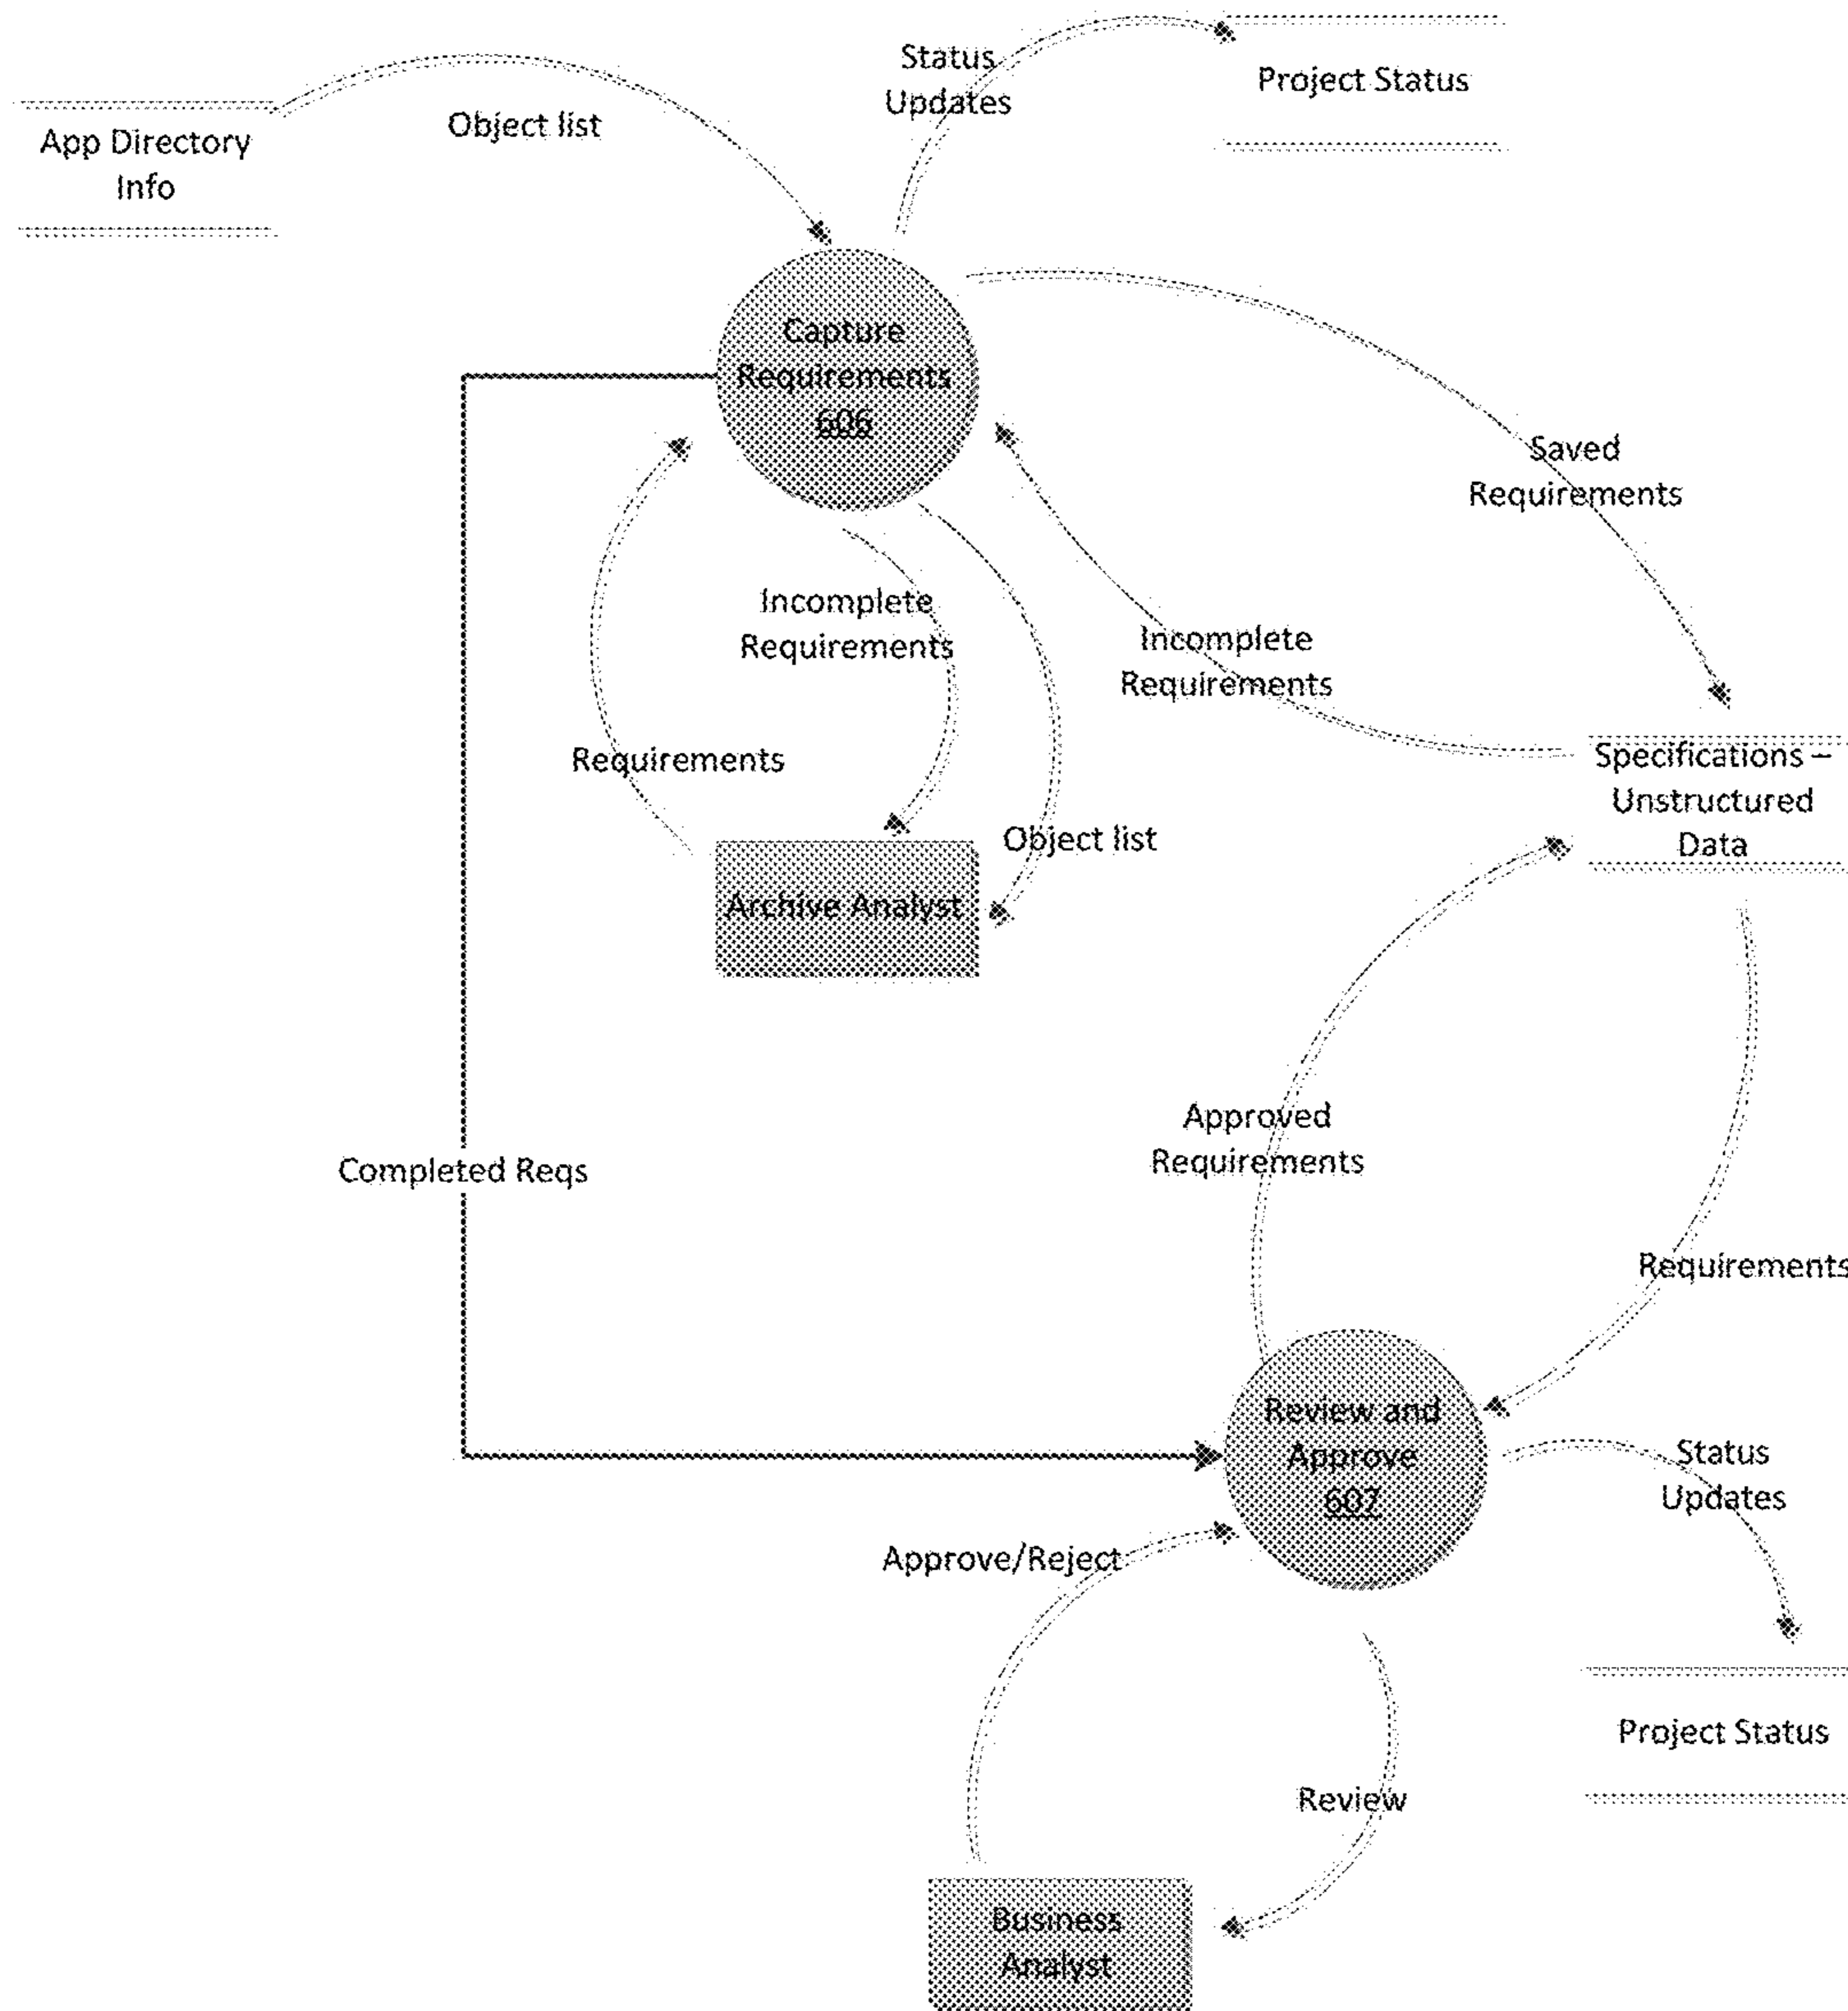 Status
Updates
Project Status
Object list
App Directory
Info
Capture
Requirements
606
Saved
Requirements
Incomplete
Requirements
Incomplete
Requirements
Requirements
Specifications –
Unstructured
Data
Object list
Archive Analyst
Approved
Requirements
Completed Reqs
Requirements
Review and
Approve
607
Status
Updates
Approve/Reject
Project Status
Review
Business
Analyst